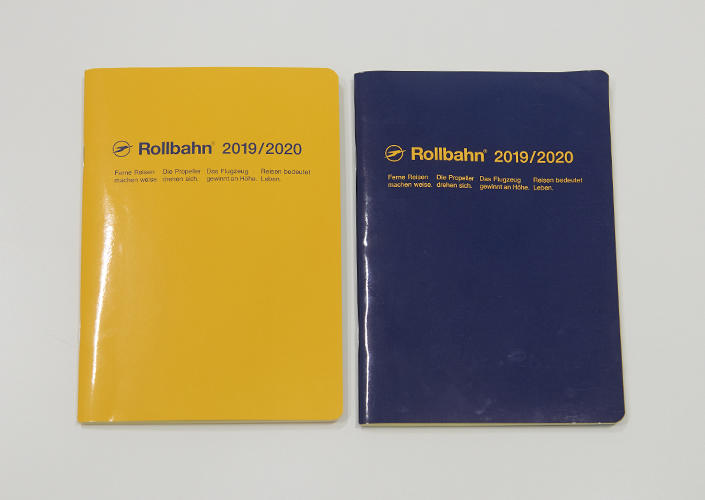 Rollbahn® 2019/2020
Ferne Reisen Die Propeller Das Flugzeug Reisen bedeutet
machen weise. drehen sich. gewinnt an Höhe. Leben.
Rollbahn® 2019/2020
Ferne Reisen Die Propeller Das Flugzeug Reisen bedeutet
machen weise. drehen sich. gewinnt an Höhe. Leben.